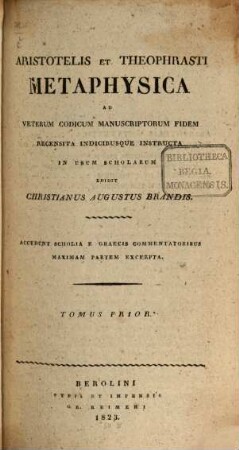 ARISTOTELIS ET THEOPHRASTI
METAPHYSICA
AD
VETERUM CODICUM MANUSCRIPTORUM FIDEM
RECENSITA INDICIBUSQUE INSTRUCTA
IN USUM SCHOLARUM
EDIDIT
CHRISTIANUS AUGUSTUS BRANDIS.
BIBLIOTHECA
REGIA
MONACENSIS.
ACCEDUNT SCHOLIA E GRAECIS COMMENTATORIBUS
MAXIMAM PARTEM EXCERPTA.
TOMUS PRIOR.
BEROLINI
TYPIS ET IMPENSIS
G. E. REIMERI
1823.